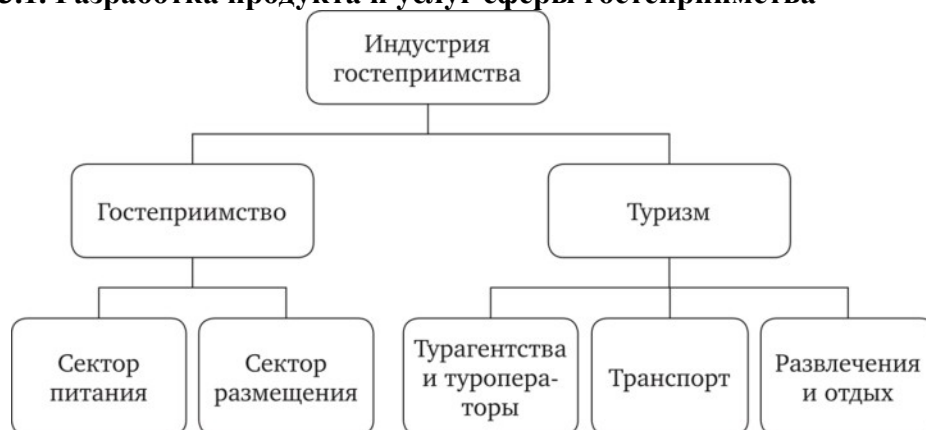 3.1. Разработка продукта и услуг сферы гостеприимства
Индустрия
гостеприимства
Гостеприимство
Туризм
Сектор
питания
Сектор
размещения
Турагентства
и туропера-
торы
Транспорт
Развлечения
и отдых